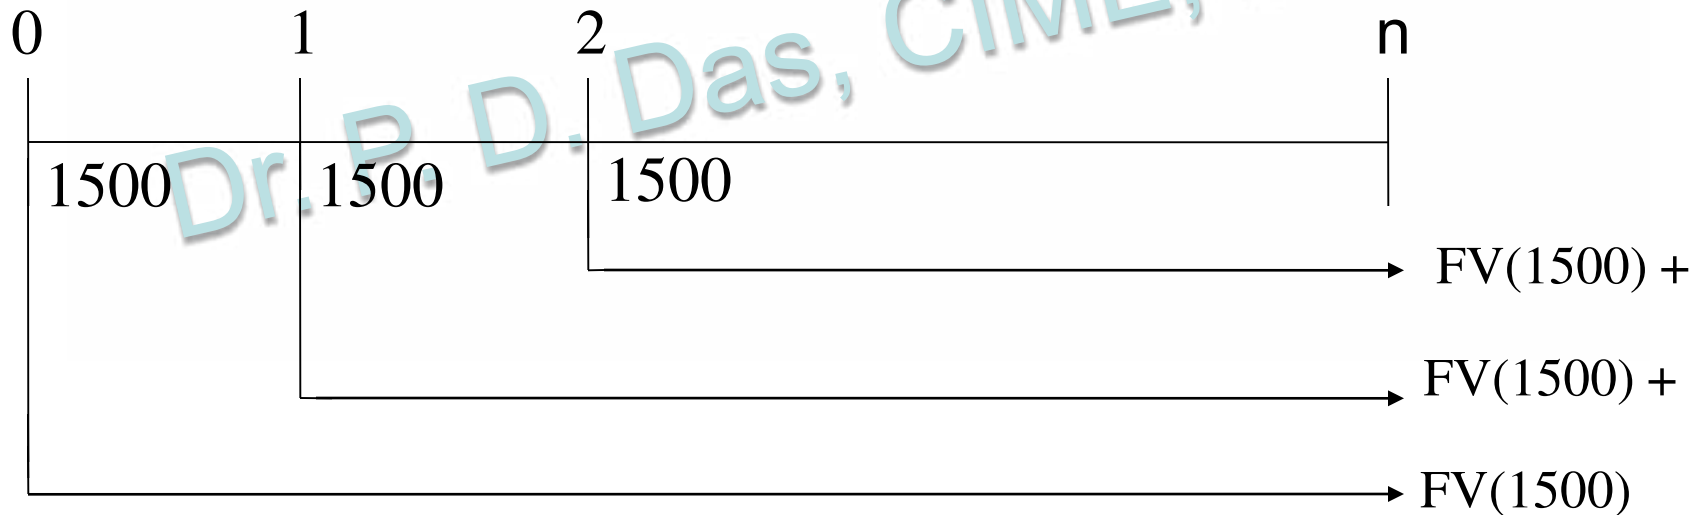 0 1 2 n
Dr. P. D. Das, CIME,
1500 1500 1500
FV(1500) +
FV(1500) +
FV(1500)